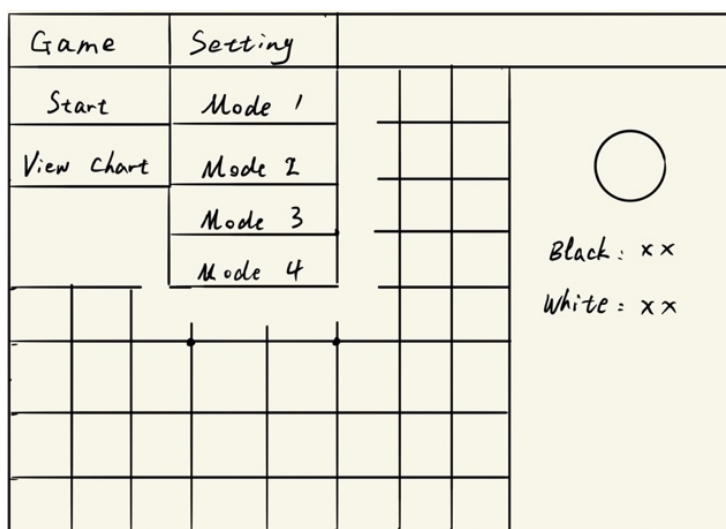 Game Setting
Start Mode 1
View Chart Mode 2
Mode 3
Mode 4
Black: xx
White: xx